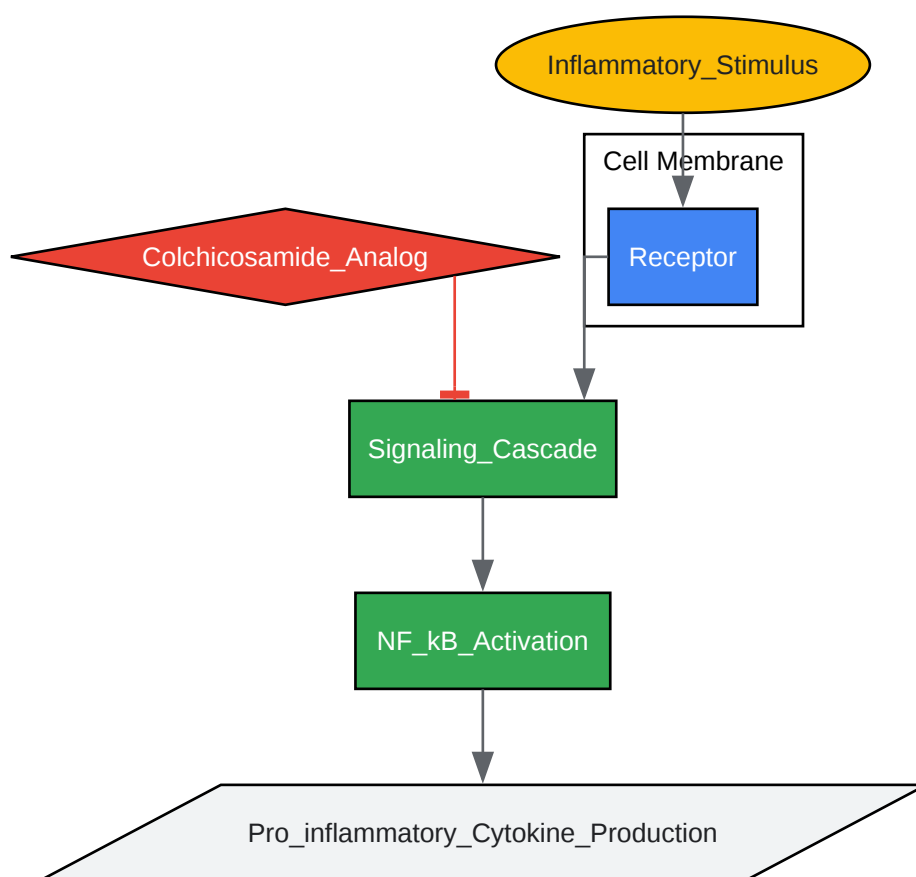 Inflammatory_Stimulus
Cell Membrane
Colchicosamide_Analog
Receptor
Signaling_Cascade
NF_kB_Activation
Pro_inflammatory_Cytokine_Production